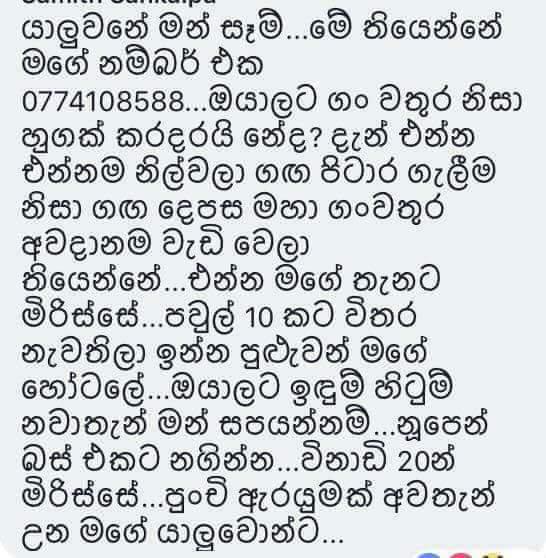 යාලුවනේ මන් සෑම්...මේ තියෙන්නේ
මගේ නම්බර් එක
0774108588...ඔයාලට ගං වතුර නිසා
හුගක් කරදරයි නේද? දැන් එන්න
එන්නම නිල්වලා ගඟ පිටාර ගැලීම
නිසා ගඟ දෙපස මහා ගංවතුර
අවදානම වැඩි වෙලා
තියෙන්නේ...එන්න මගේ තැනට
මිරිස්සේ...පවුල් 10 කට විතර
නැවතිලා ඉන්න පුළුවන් මගේ
හෝටලේ...ඔයාලට ඉඳුම් හිටුම්
නවාතැන් මන් සපයන්නම්...නූපෙන්
බස් එකට නගින්න...විනාඩි 20න්
මිරිස්සේ...පුංචි ඇරයුමක් අවතැන්
උන මගේ යාලුවොන්ට...